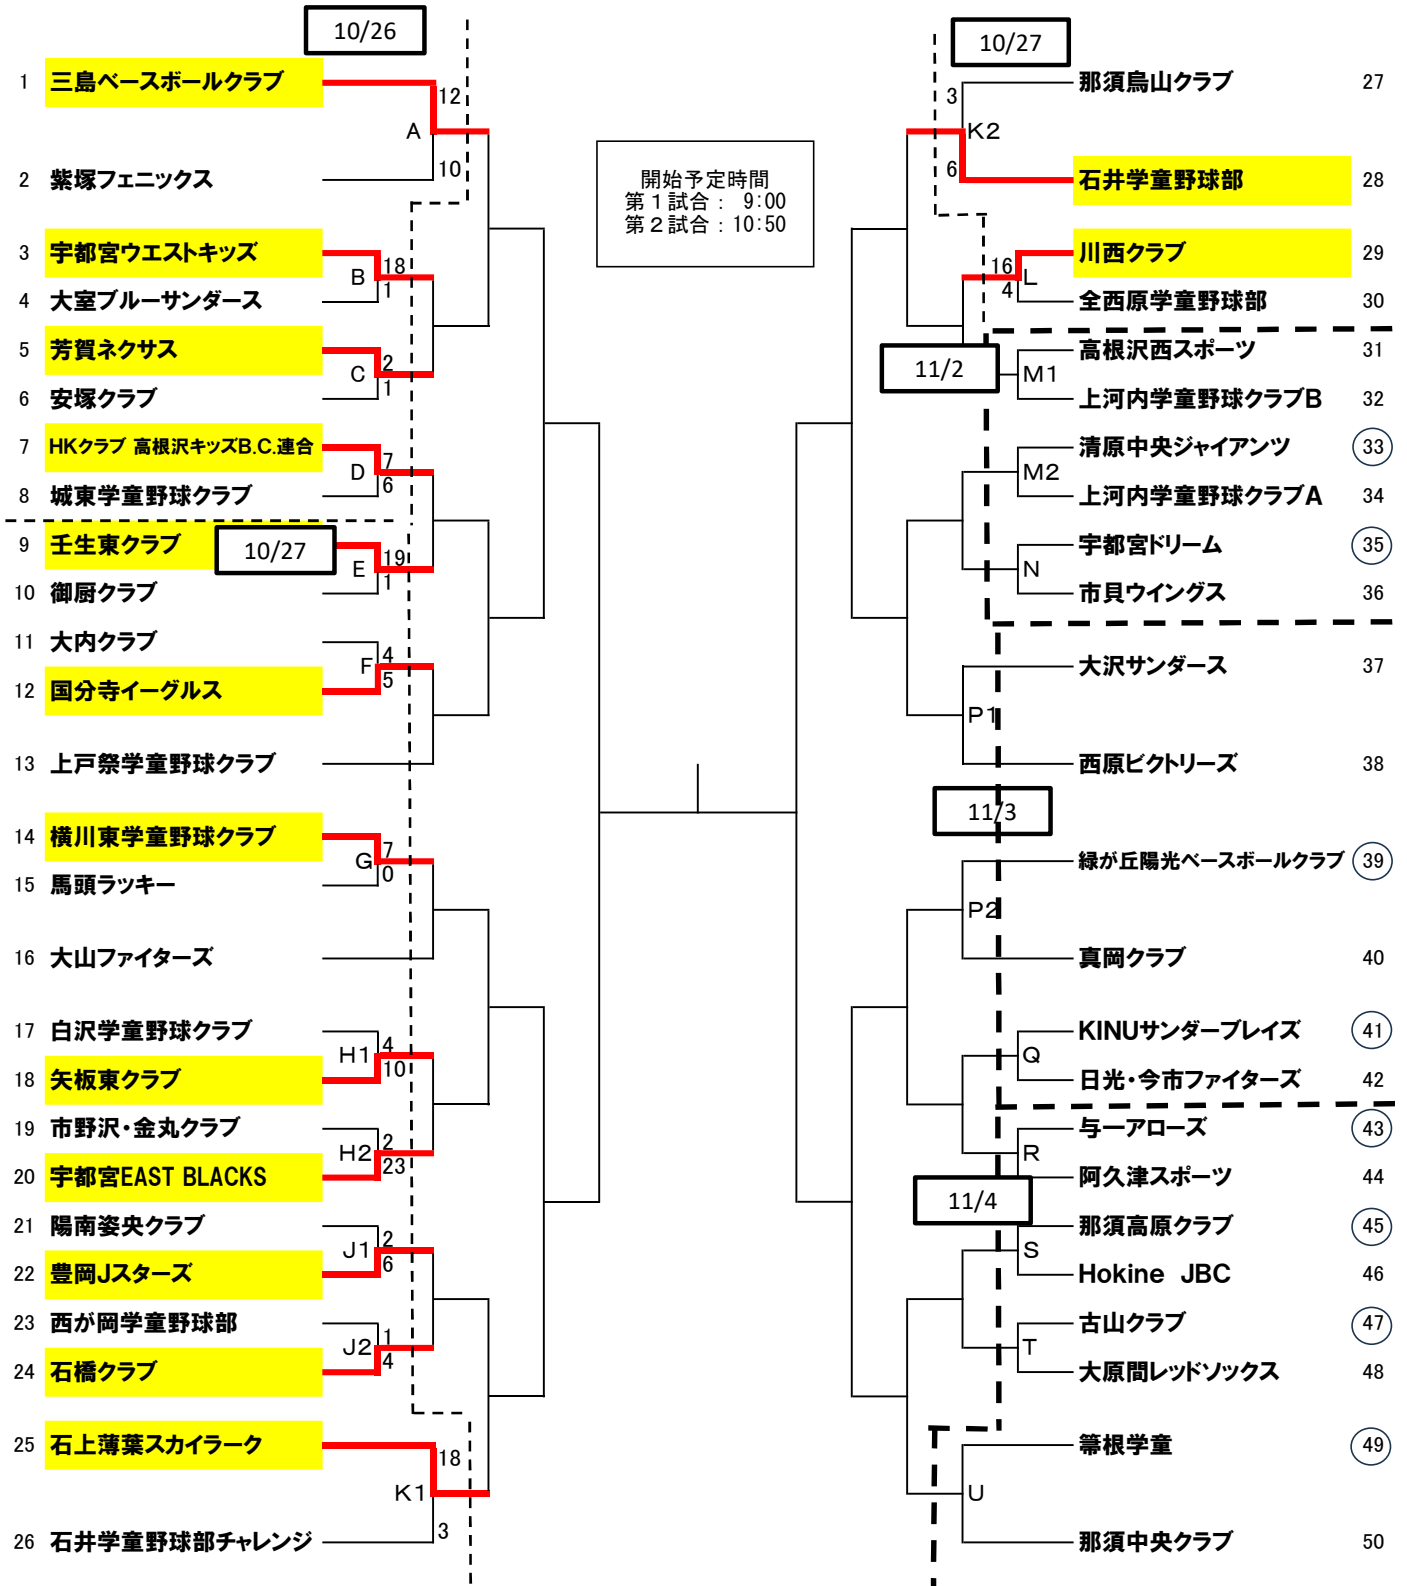 10/26
10/27
1 三島ベースボールクラブ
12
A
10
2 紫塚フェニックス
3 宇都宮ウエストキッズ
18
B
1
4 大室ブルーサンダース
5 芳賀ネクサス
2
C
1
6 安塚クラブ
7 HKクラブ 高根沢キッズB.C.連合
7
D
6
8 城東学童野球クラブ
9 壬生東クラブ
10/27
19
E
1
10 御厨クラブ
11 大内クラブ
4
F
5
12 国分寺イーグルス
13 上戸祭学童野球クラブ
14 横川東学童野球クラブ
7
G
0
15 馬頭ラッキー
16 大山ファイターズ
17 白沢学童野球クラブ
4
H1
10
18 矢板東クラブ
19 市野沢・金丸クラブ
2
H2
23
20 宇都宮EAST BLACKS
21 陽南姿央クラブ
2
J1
6
22 豊岡Jスターズ
23 西が岡学童野球部
1
J2
4
24 石橋クラブ
25 石上薄葉スカイラーク
18
K1
3
26 石井学童野球部チャレンジ
開始予定時間
第1試合： 9:00
第2試合：10:50
那須烏山クラブ 27
3
K2
6
石井学童野球部 28
川西クラブ 29
16
L
4
全西原学童野球部 30
高根沢西スポーツ 31
11/2
M1
上河内学童野球クラブB 32
清原中央ジャイアンツ 33
M2
上河内学童野球クラブA 34
宇都宮ドリーム 35
N
市貝ウイングス 36
大沢サンダース 37
P1
西原ビクトリーズ 38
11/3
緑が丘陽光ベースボールクラブ 39
P2
真岡クラブ 40
KINUサンダーブレイズ 41
Q
日光・今市ファイターズ 42
与一アローズ 43
R
阿久津スポーツ 44
11/4
那須高原クラブ 45
S
Hokine JBC 46
古山クラブ 47
T
大原間レッドソックス 48
箒根学童 49
U
那須中央クラブ 50